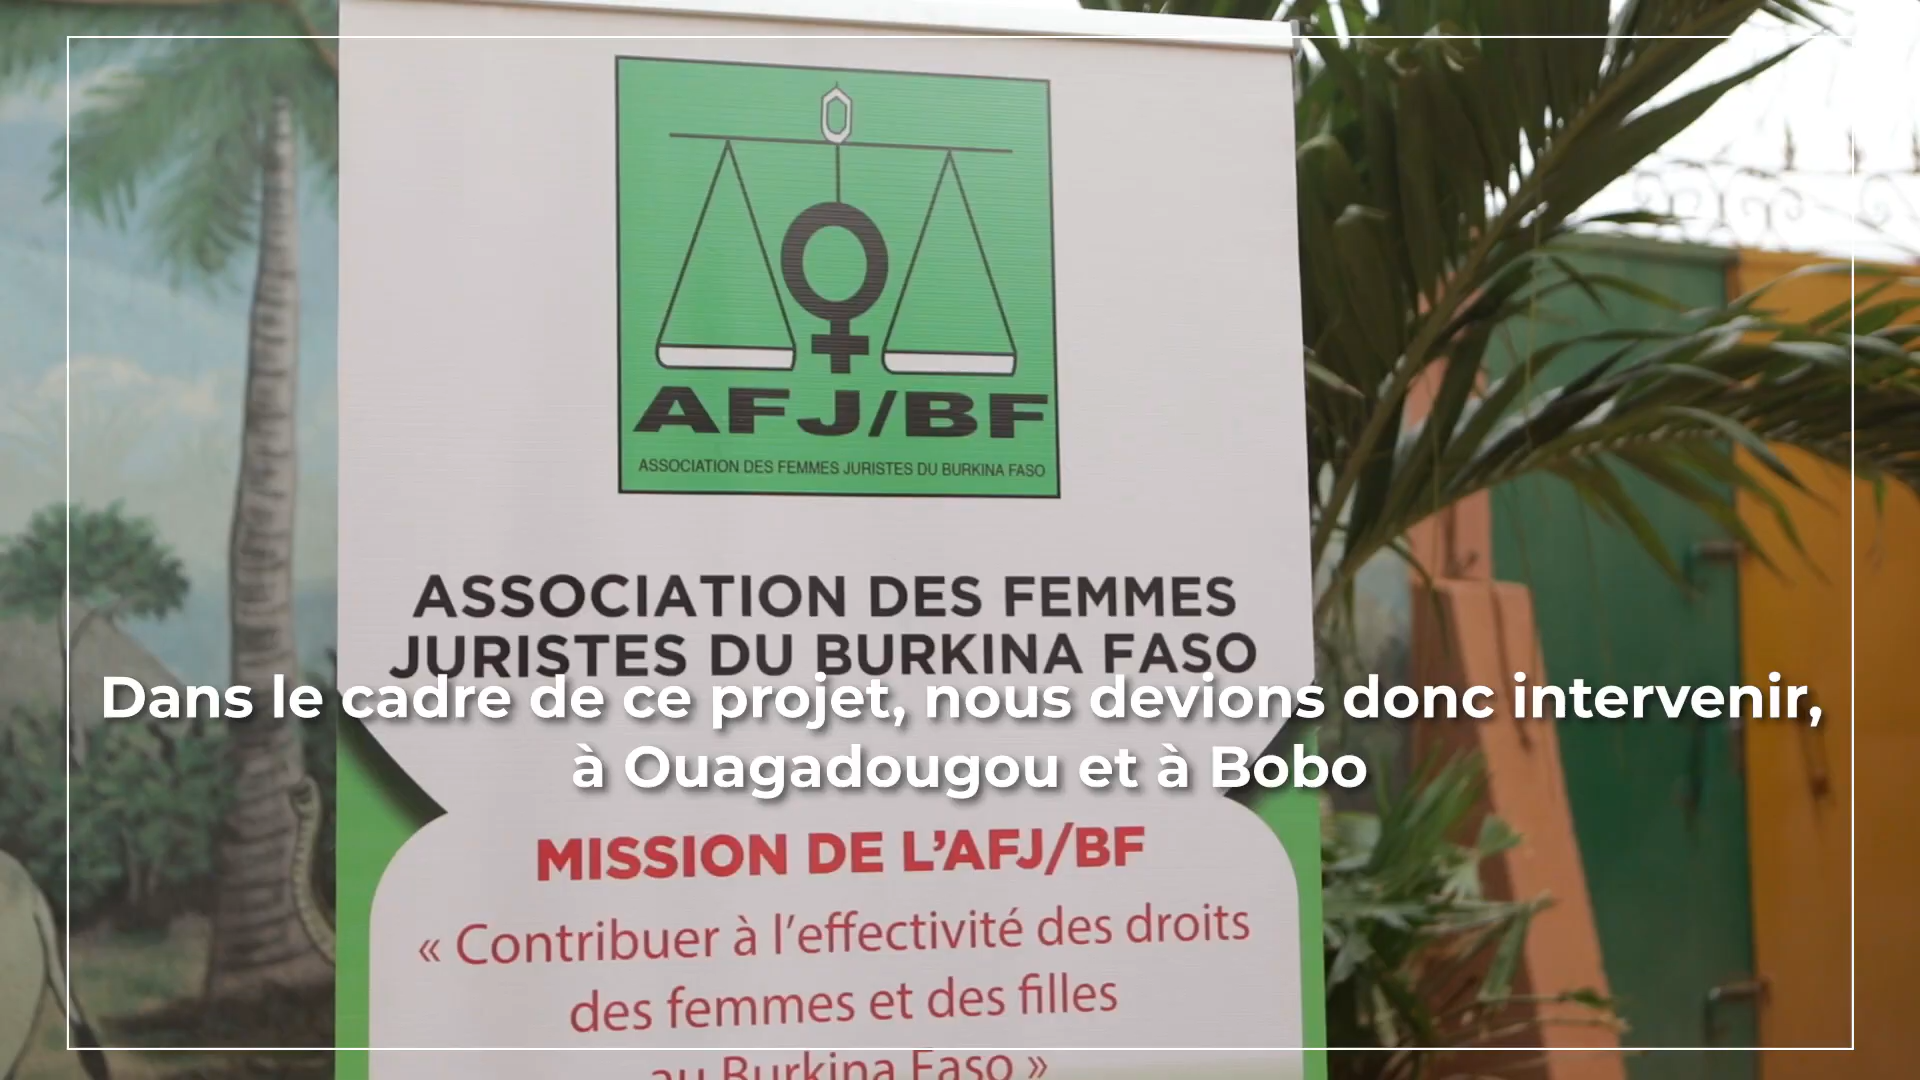 AFJ/BF
ASSOCIATION DES FEMMES JURISTES DU BURKINA FASO
ASSOCIATION DES FEMMES
JURISTES DU BURKINA FASO
Dans le cadre de ce projet, nous devions donc intervenir,
à Ouagadougou et à Bobo
MISSION DE L'AFJ/BF
« Contribuer à l'effectivité des droits
des femmes et des filles
au Burkina Faso »